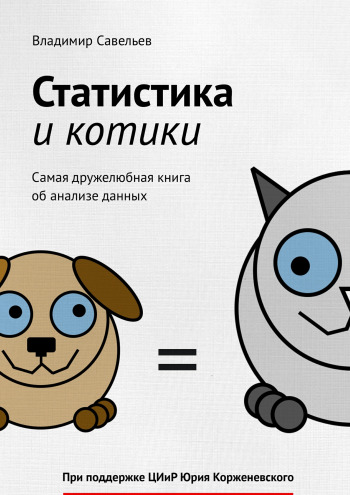 Владимир Савельев
Статистика
и котики
Самая дружелюбная книга
об анализе данных
=
При поддержке ЦИиР Юрия Корженевского